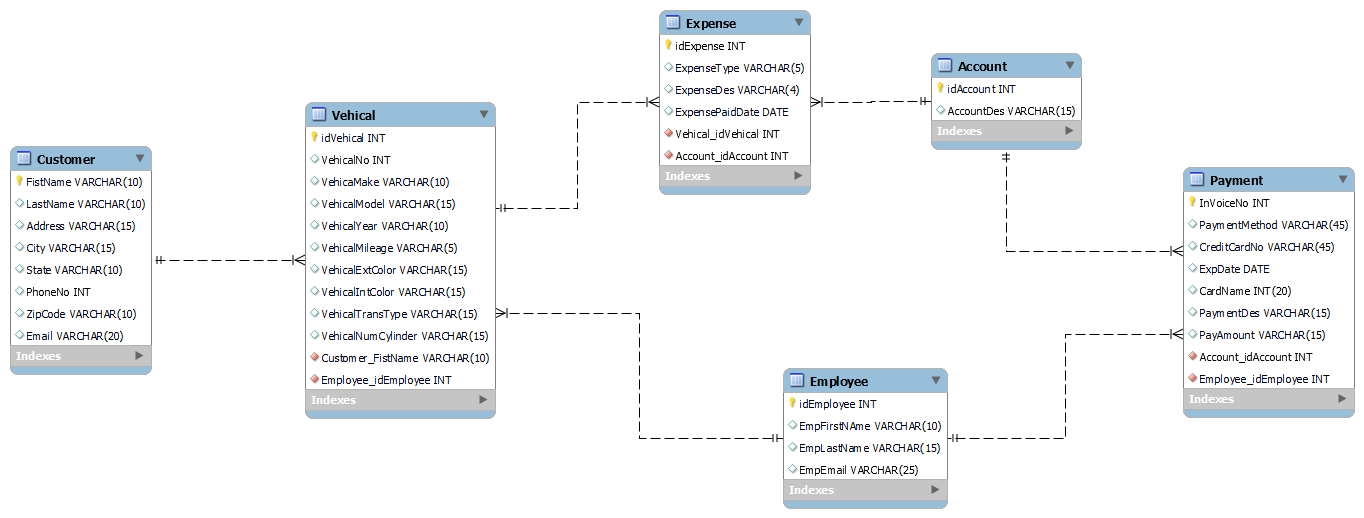 Customer
FistName VARCHAR(10)
LastName VARCHAR(10)
Address VARCHAR(15)
City VARCHAR(15)
State VARCHAR(10)
PhoneNo INT
ZipCode VARCHAR(10)
Email VARCHAR(20)
Indexes
Vehical
idVehical INT
VehicalNo INT
VehicaMake VARCHAR(10)
VehicalModel VARCHAR(15)
VehicalYear VARCHAR(10)
VehicalMileage VARCHAR(5)
VehicalExtColor VARCHAR(15)
VehicalIntColor VARCHAR(15)
VehicalTransType VARCHAR(15)
VehicalNumCylinder VARCHAR(15)
Customer_FistName VARCHAR(10)
Employee_idEmployee INT
Indexes
Expense
idExpense INT
ExpenseType VARCHAR(5)
ExpenseDes VARCHAR(4)
ExpensePaidDate DATE
Vehical_idVehical INT
Account_idAccount INT
Indexes
Account
idAccount INT
AccountDes VARCHAR(15)
Indexes
Employee
idEmployee INT
EmpFirstNAme VARCHAR(10)
EmpLastName VARCHAR(15)
EmpEmail VARCHAR(25)
Indexes
Payment
InVoiceNo INT
PaymentMethod VARCHAR(45)
CreditCardNo VARCHAR(45)
ExpDate DATE
CardName INT(20)
PaymentDes VARCHAR(15)
PayAmount VARCHAR(15)
Account_idAccount INT
Employee_idEmployee INT
Indexes